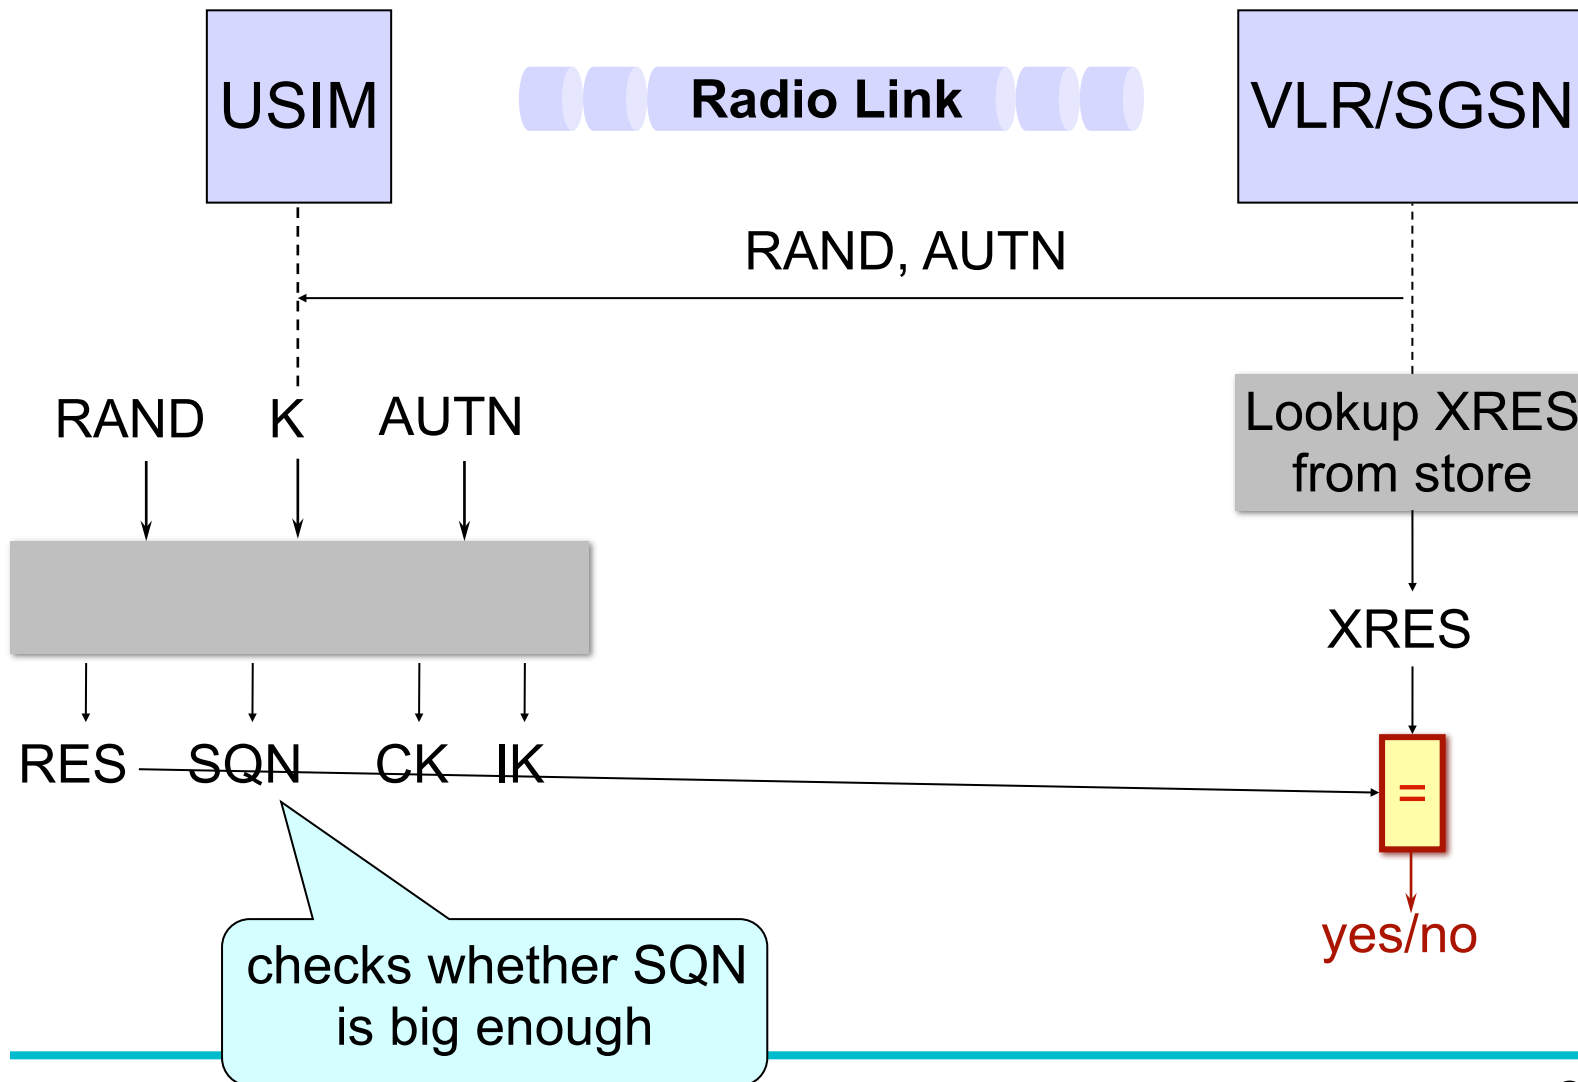 USIM
Radio Link
VLR/SGSN
RAND, AUTN
RAND
K
AUTN
Lookup XRES
from store
XRES
RES
SQN
CK
IK
=
checks whether SQN
is big enough
yes/no